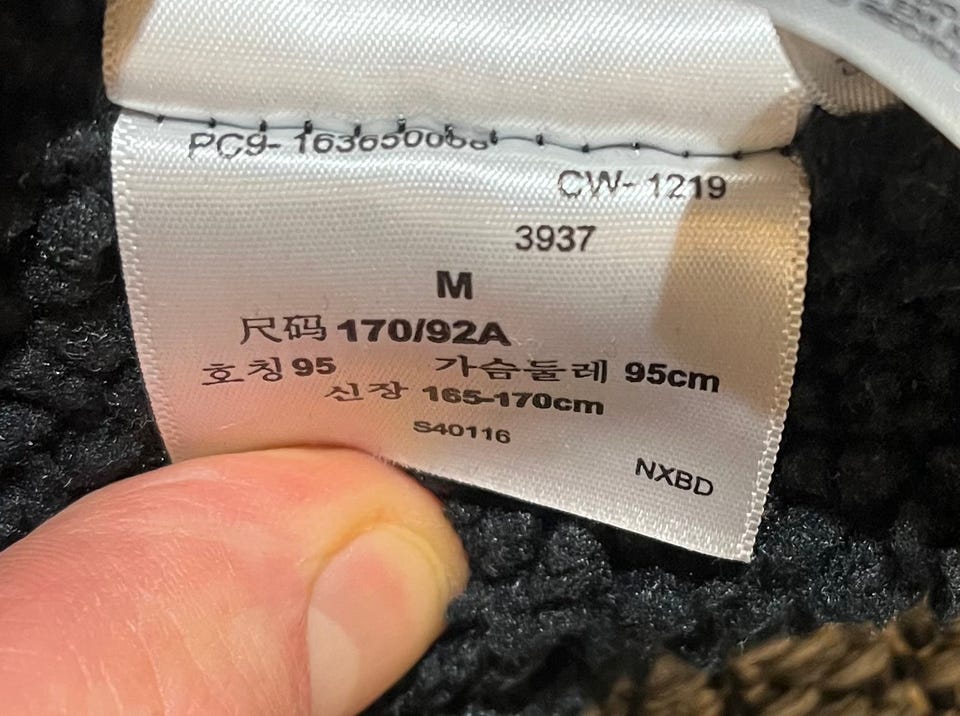 CW-1219
3937
M
尺码 170/92A
호칭 95 가슴둘레 95cm
신장 165-170cm
S40116
NXBD